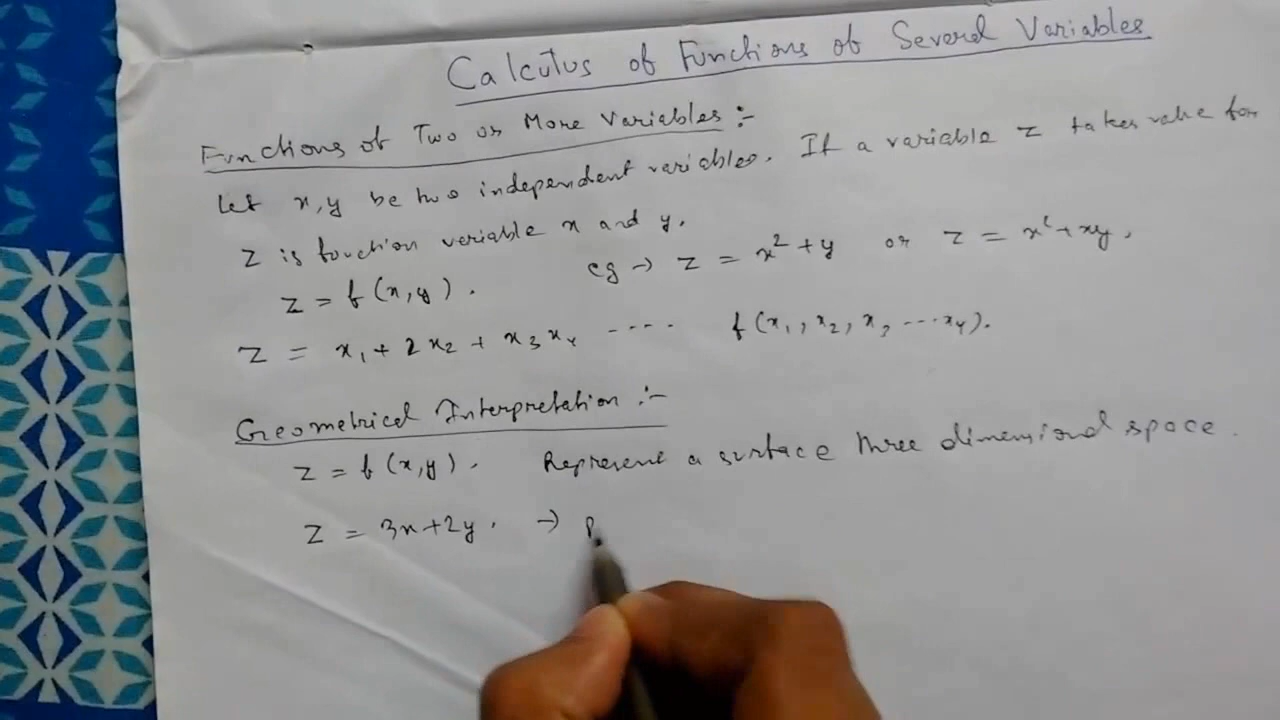 Calculus of Functions of Several Variables
Functions of Two or More Variables :-
Let x, y be two independent variables. If a variable z takes value for
z is function veriable x and y.
z = f(x,y). eg → z = x² + y or z = x² + xy.
z = x₁ + 2x₂ + x₃x₄ ---- f(x₁, x₂, x₃ ---x₄).
Geometrical Interpretation :-
z = f(x,y). Represent a surface three dimensional space.
z = 3x+2y. → P